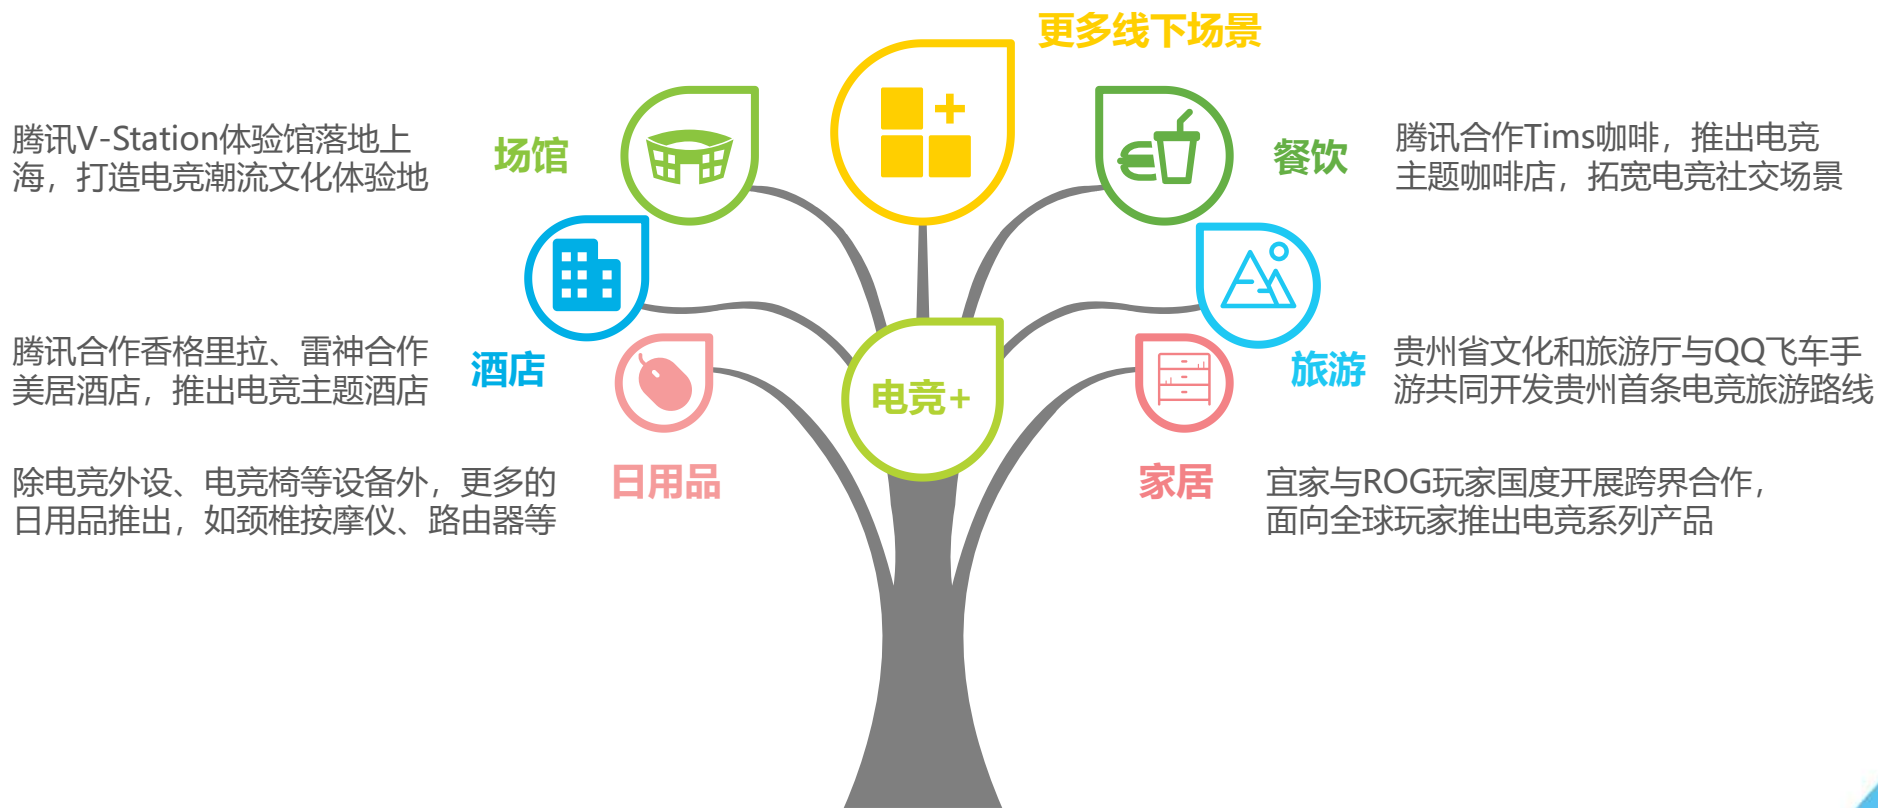 更多线下场景
腾讯V-Station体验馆落地上
海，打造电竞潮流文化体验地
场馆
餐饮
腾讯合作Tims咖啡，推出电竞
主题咖啡店，拓宽电竞社交场景
腾讯合作香格里拉、雷神合作
美居酒店，推出电竞主题酒店
酒店
电竞+
旅游
贵州省文化和旅游厅与QQ飞车手
游共同开发贵州首条电竞旅游路线
除电竞外设、电竞椅等设备外，更多的
日用品推出，如颈椎按摩仪、路由器等
日用品
家居
宜家与ROG玩家国度开展跨界合作，
面向全球玩家推出电竞系列产品